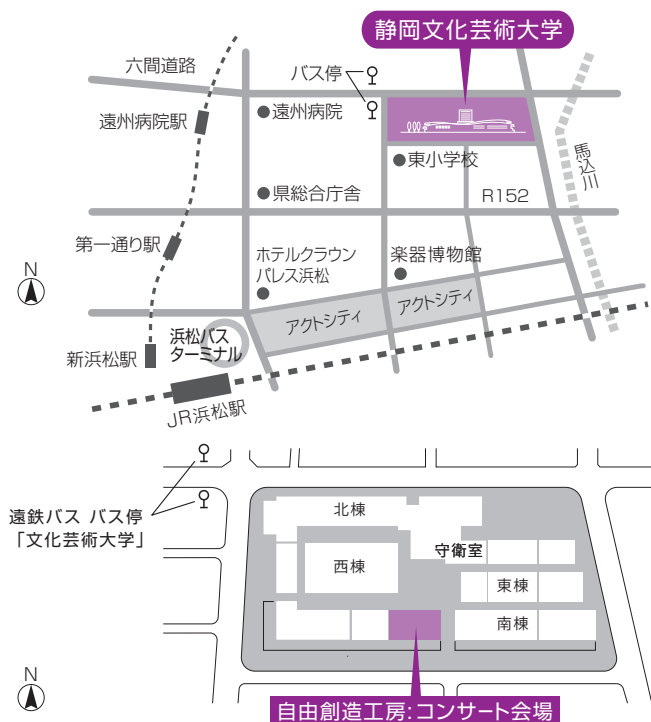 静岡文化芸術大学
六間道路
バス停
遠州病院駅
遠州病院
東小学校
馬込川
県総合庁舎
R152
第一通り駅
ホテルクラウン
パレス浜松
楽器博物館
N
アクトシティ
アクトシティ
浜松バス
ターミナル
新浜松駅
JR浜松駅
遠鉄バス バス停
「文化芸術大学」
北棟
守衛室
西棟
東棟
南棟
N
自由創造工房:コンサート会場